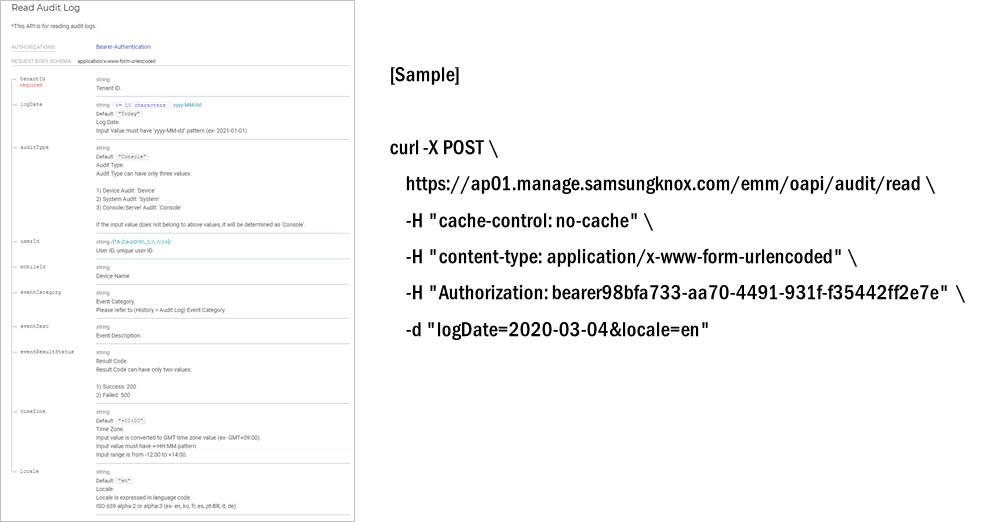 Read Audit Log
*This API is for reading audit logs.
AUTHORIZATIONS: Bearer-Authentication
REQUEST BODY SCHEMA: application/x-www-form-urlencoded
tenantId
required
string
Tenant ID.
logDate
string <= 10 characters yyyy-MM-dd
Default: "Today"
Log Date.
Input Value must have 'yyyy-MM-dd' pattern (ex- 2021-01-01)
auditType
string
Default: "Console"
Audit Type.
Audit Type can have only three values:
1) Device Audit: 'Device'
2) System Audit: 'System'
3) Console/Server Audit: 'Console'
If the input value does not belong to above values, it will be determined as 'Console'.
userId
string
User ID, unique user ID.
mobileId
string
Device Name.
eventCategory
string
Event Category.
Please refer to (History > Audit Log) Event Category.
eventDesc
string
Event Description.
eventResultStatus
string
Result Code.
Result Code can have only two values:
1) Success: 200
2) Failed: 500
timeZone
string
Default: "+00:00"
Time Zone.
Input value is converted to GMT time zone value (ex- GMT+09:00)
Input value must have +-HH:MM pattern.
Input range is from -12:00 to +14:00.
locale
string
Default: "en"
Locale.
Locale is expressed in language code.
ISO 639 alpha-2 or alpha-3 (ex- en, ko, fr, es, pt-BR, it, de)
[Sample]
curl -X POST \
https://ap01.manage.samsungknox.com/emm/oapi/audit/read \
-H "cache-control: no-cache" \
-H "content-type: application/x-www-form-urlencoded" \
-H "Authorization: bearer98bfa733-aa70-4491-931f-f35442ff2e7e" \
-d "logDate=2020-03-04&locale=en"